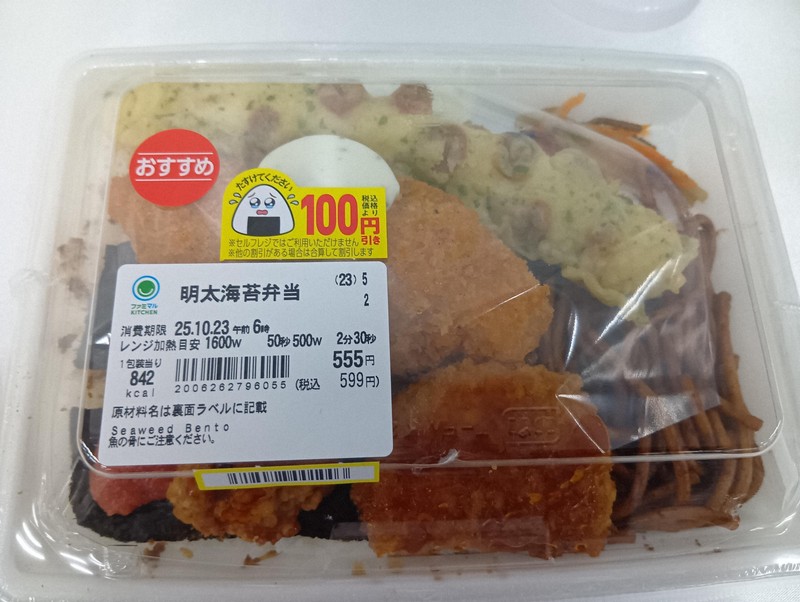 おすすめ
たすけてください
100円引き
税込価格より
※セルフレジではご利用いただけません
※他の割引がある場合は合算して割引します
ファミマル
KITCHEN
明太海苔弁当
(23) 5
2
消費期限 25.10.23 午前 6時
レンジ加熱目安 1600w 50秒 500w 2分30秒
1包装当り
842
kcal
555円
2006262796055
(税込 599円)
原材料名は裏面ラベルに記載
Seaweed Bento
魚の骨にご注意ください。